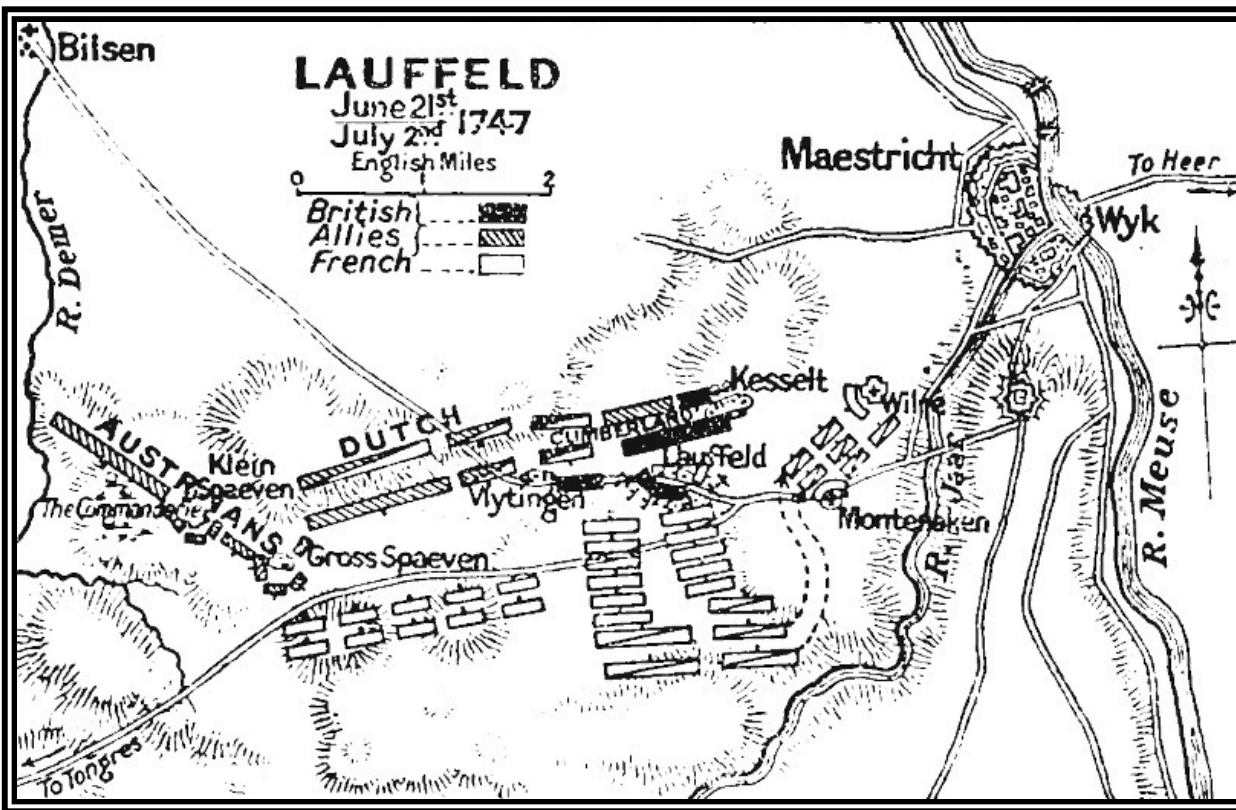 Bilsen
LAUFFELD
June 21st
July 2nd 1747
English Miles
0 1 2
British
Allies
French
Maestricht
To Heer
Wyk
R. Demer
Kesselt
Wilre
DUTCH
CUMBERLAND
AUSTRIANS
Klein
Spaeven
Lauffeld
Vlytingen
The Commanderie
Gross Spaeven
Montenaken
R. Jaar
R. Meuse
To Tongres